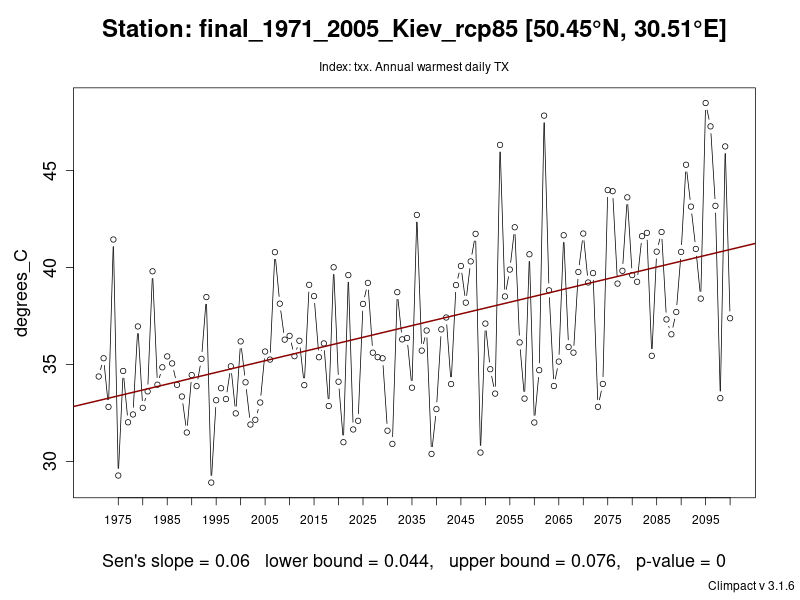 Station: final_1971_2005_Kiev_rcp85 [50.45°N, 30.51°E]
Index: txx. Annual warmest daily TX
degrees_C
45
40
35
30
1975 1985 1995 2005 2015 2025 2035 2045 2055 2065 2075 2085 2095
Sen's slope = 0.06 lower bound = 0.044, upper bound = 0.076, p-value = 0
Climpact v 3.1.6